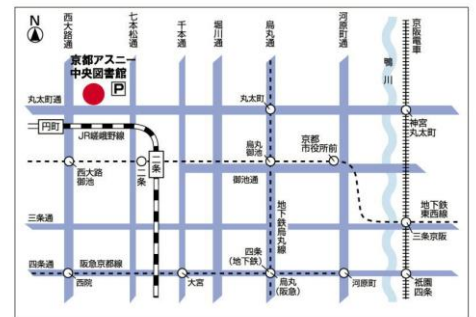 N
西大路通
七本松通
千本通
堀川通
烏丸通
河原町通
鴨川
京阪電車
京都アスニー
中央図書館
P
丸太町通
丸太町
神宮
丸太町
円町
JR嵯峨野線
西大路
御池
二条
二条
烏丸
御池
京都
市役所前
御池通
地下鉄
東西線
三条通
地下鉄烏丸線
三条京阪
四条通
阪急京都線
四条
(地下鉄)
西院
大宮
烏丸
(阪急)
河原町
祇園
四条